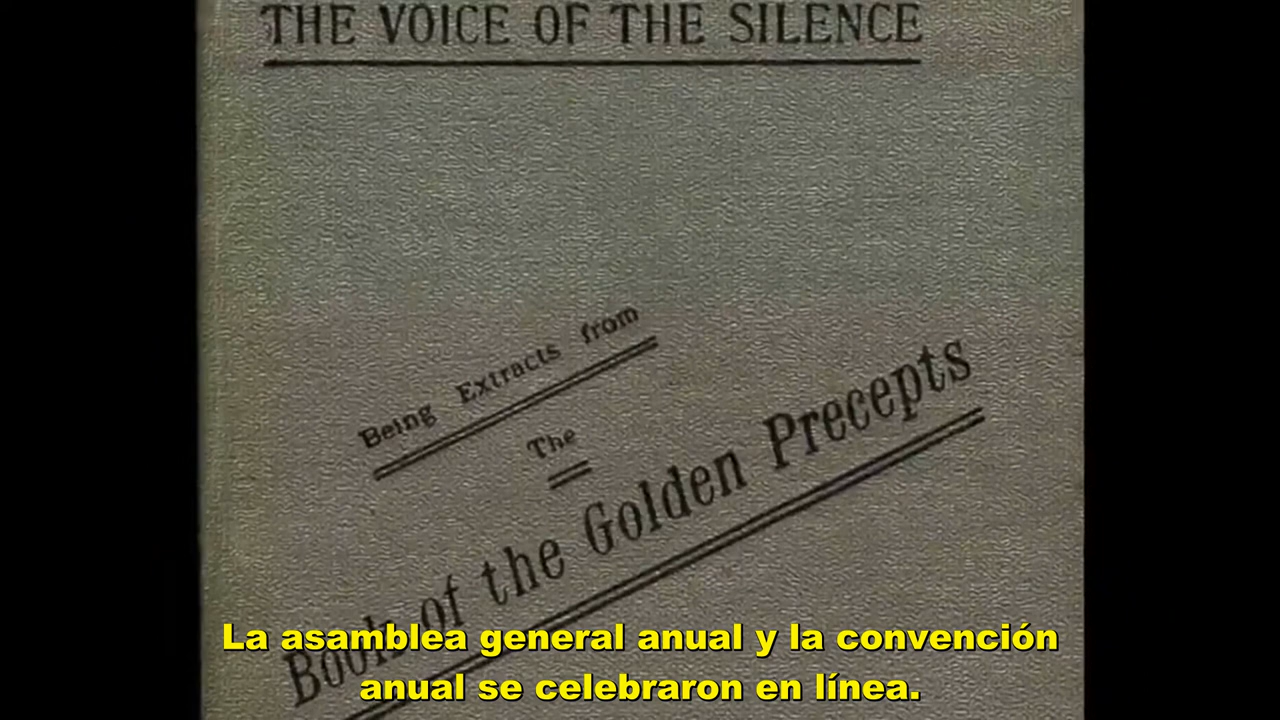 THE VOICE OF THE SILENCE
Being Extracts from
The
Book of the Golden Precepts
La asamblea general anual y la convención
anual se celebraron en línea.